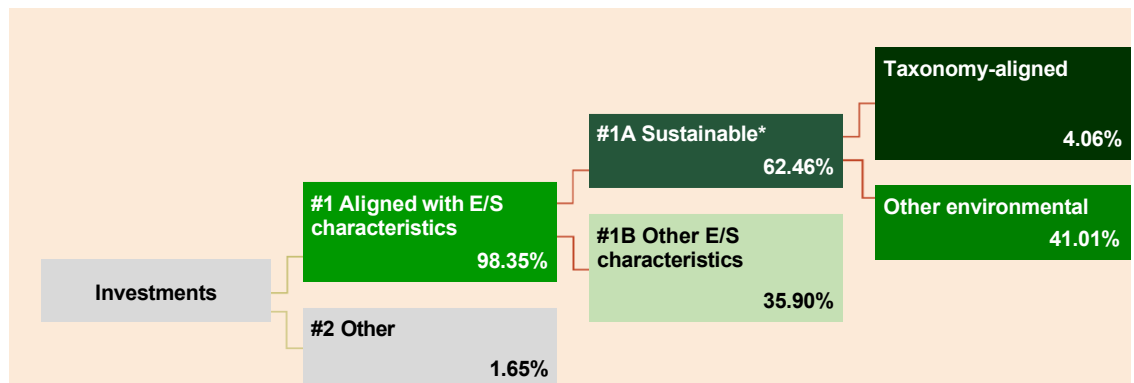 Investments
#1 Aligned with E/S
characteristics
98.35%
#2 Other
1.65%
#1A Sustainable*
62.46%
#1B Other E/S
characteristics
35.90%
Taxonomy-aligned
4.06%
Other environmental
41.01%